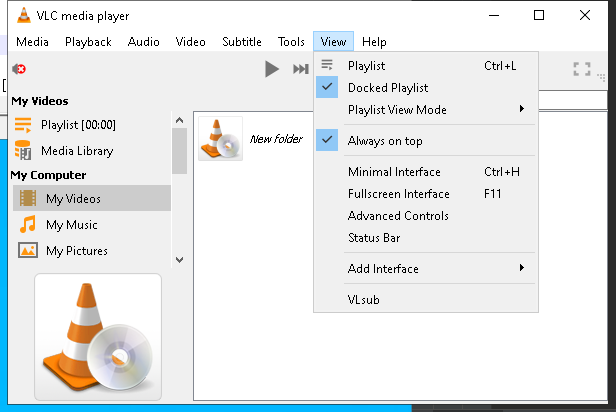 VLC media player
Media Playback Audio Video Subtitle Tools View Help
My Videos
Playlist [00:00]
Media Library
My Computer
My Videos
My Music
My Pictures
New folder
Playlist Ctrl+L
Docked Playlist
Playlist View Mode
Always on top
Minimal Interface Ctrl+H
Fullscreen Interface F11
Advanced Controls
Status Bar
Add Interface
VLsub